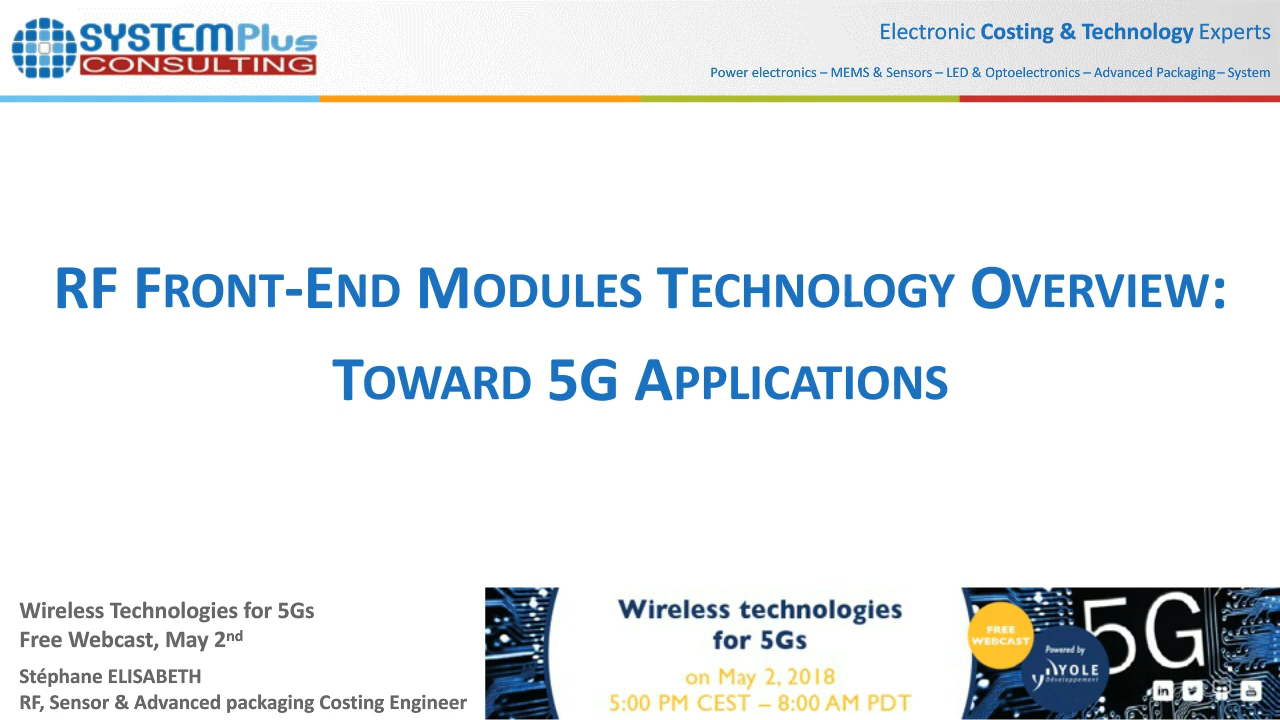 SYSTEMPlus
CONSULTING
Electronic Costing & Technology Experts
Power electronics – MEMS & Sensors – LED & Optoelectronics – Advanced Packaging – System
RF FRONT-END MODULES TECHNOLOGY OVERVIEW:
TOWARD 5G APPLICATIONS
Wireless Technologies for 5Gs
Free Webcast, May 2nd
Stéphane ELISABETH
RF, Sensor & Advanced packaging Costing Engineer
Wireless technologies
for 5Gs
on May 2, 2018
5:00 PM CEST – 8:00 AM PDT
FREE
WEBCAST
Powered by
YOLE
Développement
5G
in
You